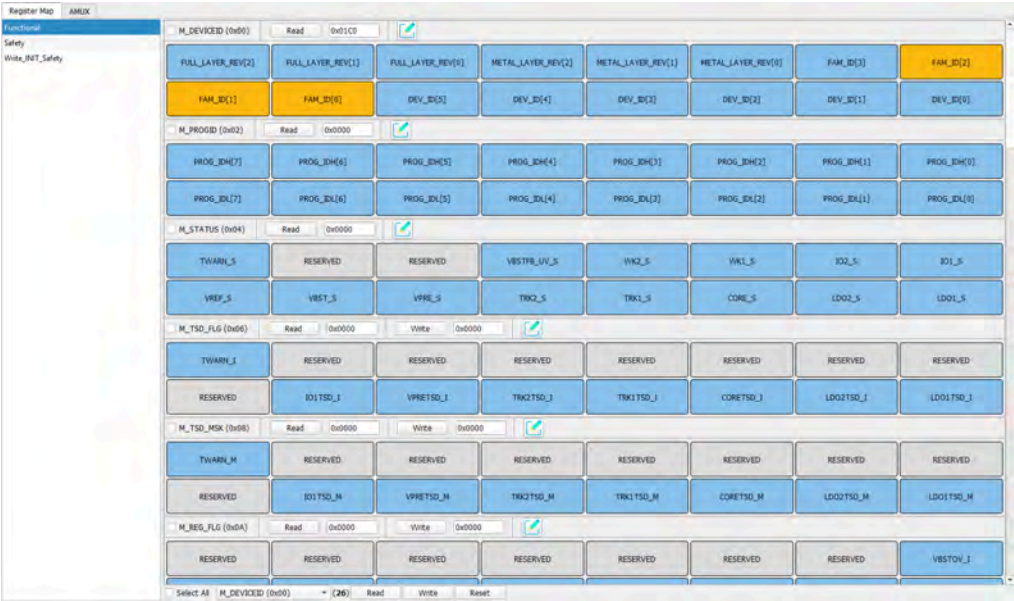 Register Map AMUX
Functional
Safety
Write_INIT_Safety
M_DEVICEID (0x00) Read 0x01C0
FULL_LAYER_REV[2] FULL_LAYER_REV[1] FULL_LAYER_REV[0] METAL_LAYER_REV[2] METAL_LAYER_REV[1] METAL_LAYER_REV[0] FAM_ID[3] FAM_ID[2]
FAM_ID[1] FAM_ID[0] DEV_ID[5] DEV_ID[4] DEV_ID[3] DEV_ID[2] DEV_ID[1] DEV_ID[0]
M_PROGID (0x02) Read 0x0000
PROG_IDH[7] PROG_IDH[6] PROG_IDH[5] PROG_IDH[4] PROG_IDH[3] PROG_IDH[2] PROG_IDH[1] PROG_IDH[0]
PROG_IDL[7] PROG_IDL[6] PROG_IDL[5] PROG_IDL[4] PROG_IDL[3] PROG_IDL[2] PROG_IDL[1] PROG_IDL[0]
M_STATUS (0x04) Read 0x0000
TWARN_S RESERVED RESERVED VBSTFB_UV_S WK2_S WK1_S IO2_S IO1_S
VREF_S VBST_S VPRE_S TRK2_S TRK1_S CORE_S LDO2_S LDO1_S
M_TSD_FLG (0x06) Read 0x0000 Write 0x0000
TWARN_I RESERVED RESERVED RESERVED RESERVED RESERVED RESERVED RESERVED
RESERVED IO1TSD_I VPRETSD_I TRK2TSD_I TRK1TSD_I CORETSD_I LDO2TSD_I LDO1TSD_I
M_TSD_MSK (0x08) Read 0x0000 Write 0x0000
TWARN_M RESERVED RESERVED RESERVED RESERVED RESERVED RESERVED RESERVED
RESERVED IO1TSD_M VPRETSD_M TRK2TSD_M TRK1TSD_M CORETSD_M LDO2TSD_M LDO1TSD_M
M_REG_FLG (0x0A) Read 0x0000 Write 0x0000
RESERVED RESERVED RESERVED RESERVED RESERVED RESERVED RESERVED VBSTOV_I
Select All M_DEVICEID (0x00) (26) Read Write Reset